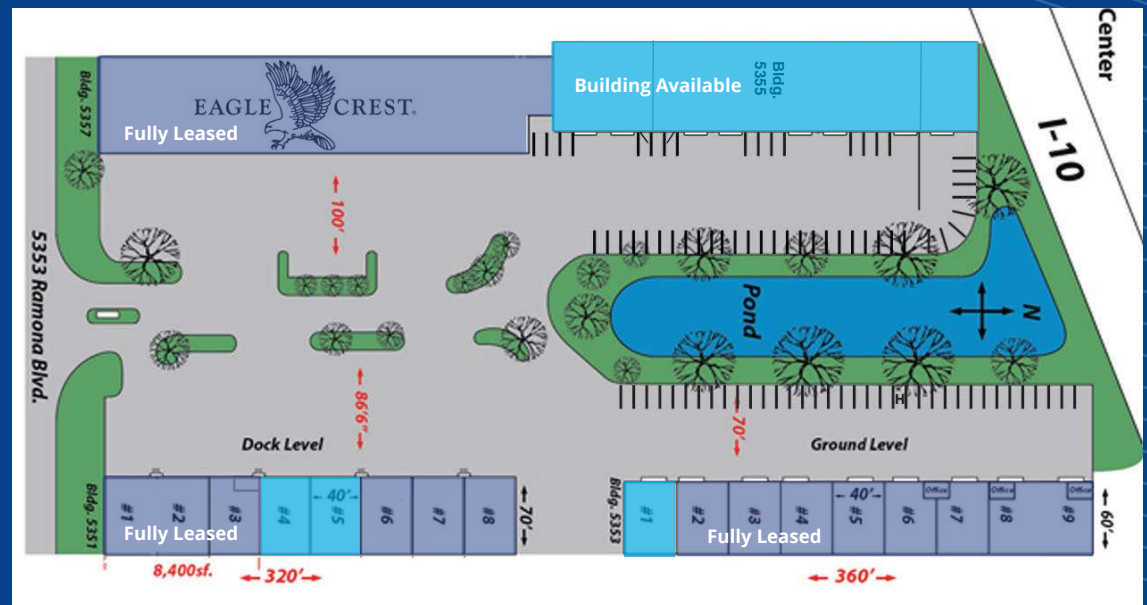 Center
I-10
Bldg. 5357
EAGLE CREST®
Fully Leased
Building Available
Bldg.
5355
100'
5353 Ramona Blvd.
Pond
N
H
86'6"
70'
Dock Level
Ground Level
Bldg. 5351
#1
#2
#3
#4
40'
#5
#6
#7
#8
Fully Leased
70'
8,400sf.
320'
Bldg. 5353
#1
#2
#3
#4
40'
#5
#6
Office
#7
Office
#8
Office
#9
Fully Leased
60'
360'